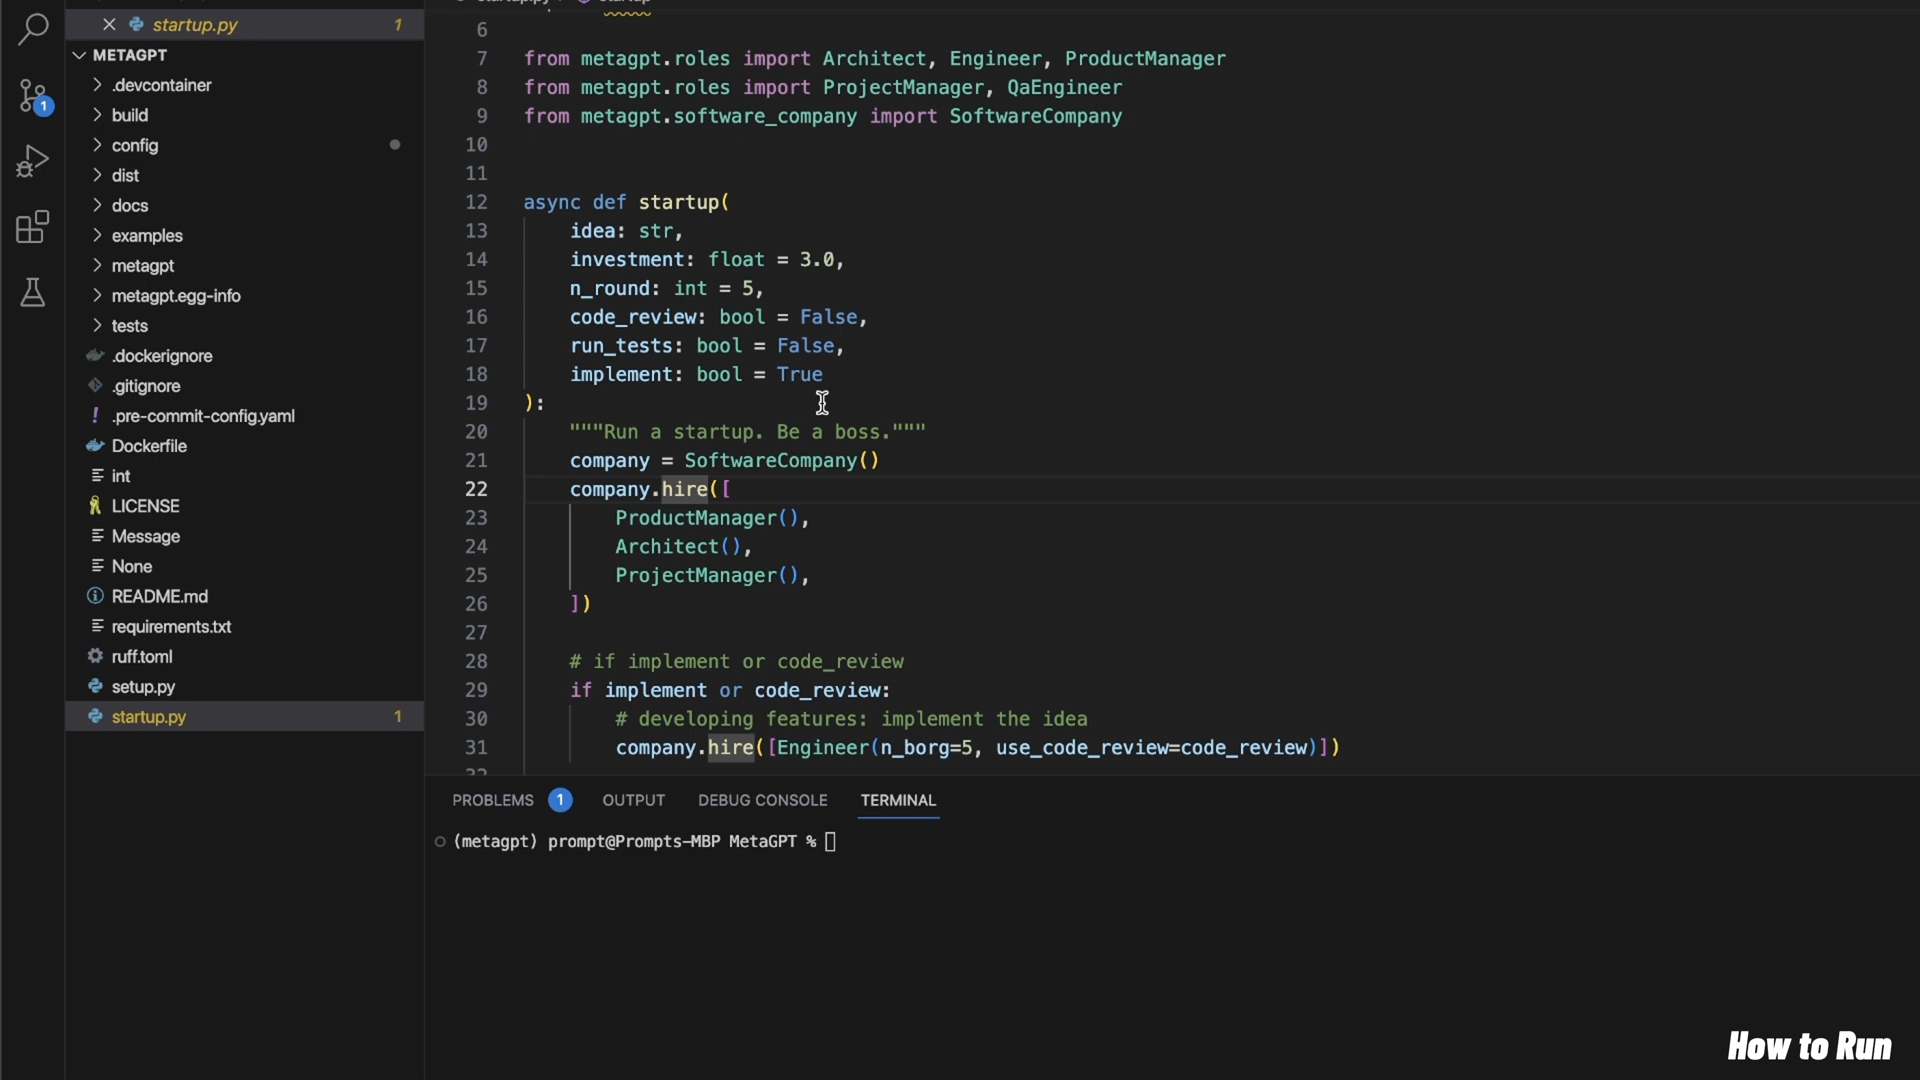 startup.py 1
METAGPT
.devcontainer
build
config
dist
docs
examples
metagpt
metagpt.egg-info
tests
.dockerignore
.gitignore
! .pre-commit-config.yaml
Dockerfile
int
LICENSE
Message
None
README.md
requirements.txt
ruff.toml
setup.py
startup.py 1
1
6
7 from metagpt.roles import Architect, Engineer, ProductManager
8 from metagpt.roles import ProjectManager, QaEngineer
9 from metagpt.software_company import SoftwareCompany
10
11
12 async def startup(
13 idea: str,
14 investment: float = 3.0,
15 n_round: int = 5,
16 code_review: bool = False,
17 run_tests: bool = False,
18 implement: bool = True
19 ):
20 """Run a startup. Be a boss."""
21 company = SoftwareCompany()
22 company.hire([
23 ProductManager(),
24 Architect(),
25 ProjectManager(),
26 ])
27
28 # if implement or code_review
29 if implement or code_review:
30 # developing features: implement the idea
31 company.hire([Engineer(n_borg=5, use_code_review=code_review)])
PROBLEMS 1 OUTPUT DEBUG CONSOLE TERMINAL
(metagpt) prompt@Prompts-MBP MetaGPT %
How to Run